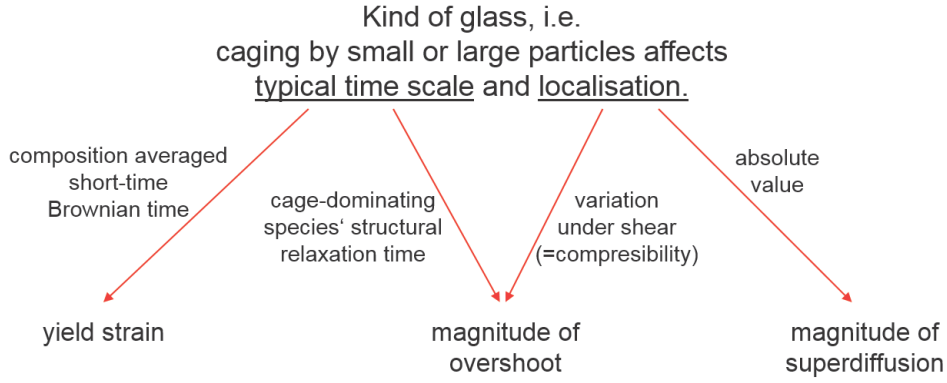 Kind of glass, i.e.
caging by small or large particles affects
typical time scale and localisation.
composition averaged
short-time
Brownian time
cage-dominating
species‘ structural
relaxation time
variation
under shear
(=compresibility)
absolute
value
yield strain
magnitude of
overshoot
magnitude of
superdiffusion